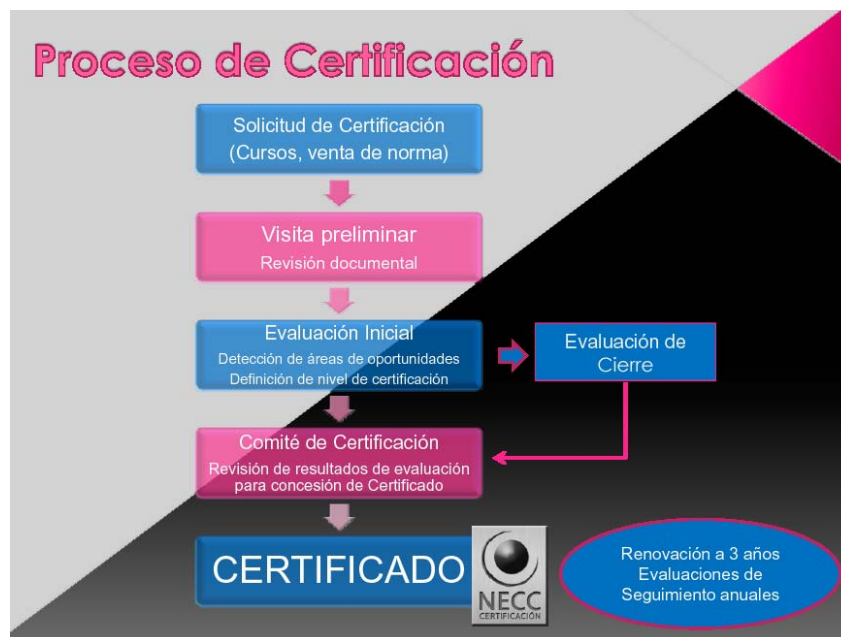 Proceso de Certificación
Solicitud de Certificación
(Cursos, venta de norma)
Visita preliminar
Revisión documental
Evaluación Inicial
Detección de áreas de oportunidades
Definición de nivel de certificación
Evaluación de
Cierre
Comité de Certificación
Revisión de resultados de evaluación
para concesión de Certificado
CERTIFICADO
NECC
CERTIFICACIÓN
Renovación a 3 años
Evaluaciones de
Seguimiento anuales